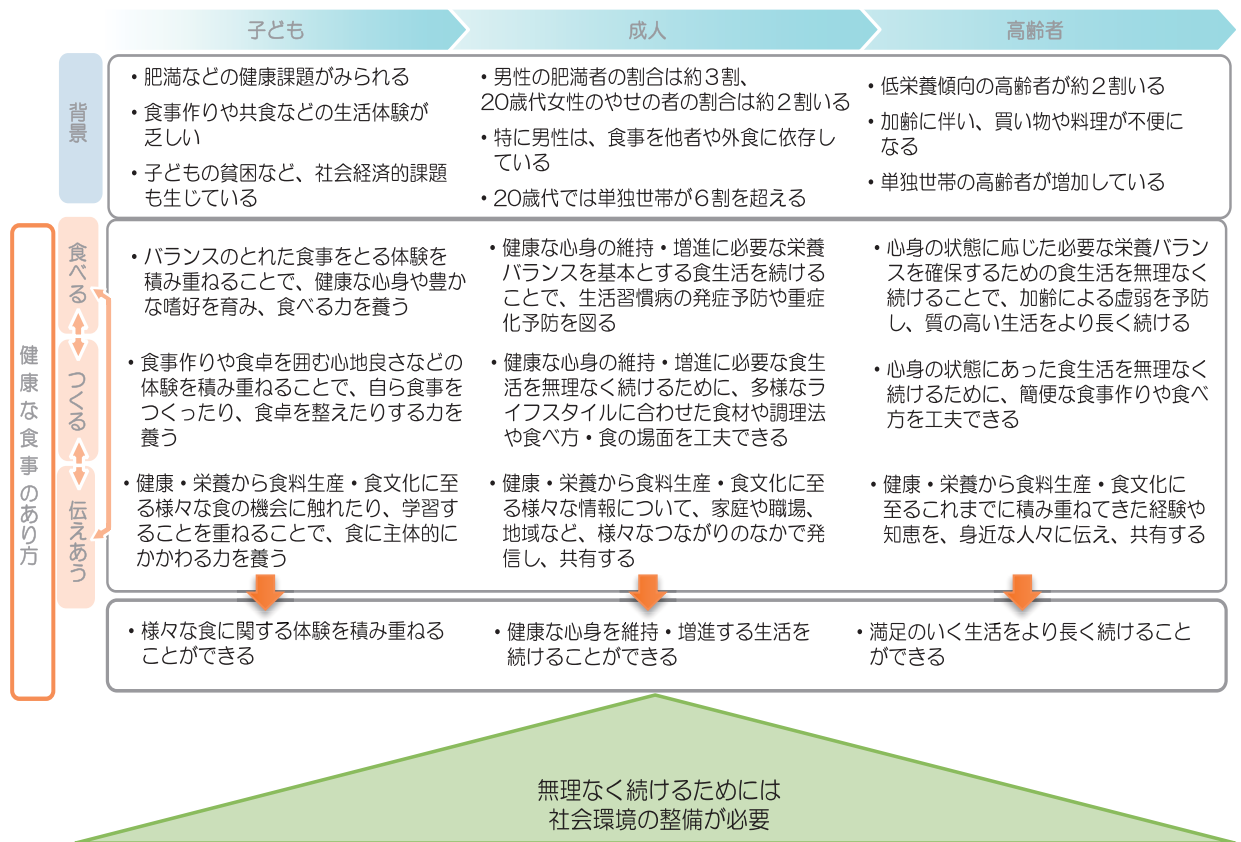 子ども
成人
高齢者
背景
・肥満などの健康課題がみられる
・食事作りや共食などの生活体験が
乏しい
・子どもの貧困など、社会経済的課題
も生じている
・男性の肥満者の割合は約３割、
20歳代女性のやせの者の割合は約２割いる
・特に男性は、食事を他者や外食に依存し
ている
・20歳代では単独世帯が６割を超える
・低栄養傾向の高齢者が約２割いる
・加齢に伴い、買い物や料理が不便に
なる
・単独世帯の高齢者が増加している
健康な食事のあり方
食べる
・バランスのとれた食事をとる体験を
積み重ねることで、健康な心身や豊か
な嗜好を育み、食べる力を養う
・健康な心身の維持・増進に必要な栄養
バランスを基本とする食生活を続ける
ことで、生活習慣病の発症予防や重症
化予防を図る
・心身の状態に応じた必要な栄養バラン
スを確保するための食生活を無理なく
続けることで、加齢による虚弱を予防
し、質の高い生活をより長く続ける
つくる
・食事作りや食卓を囲む心地良さなどの
体験を積み重ねることで、自ら食事を
つくったり、食卓を整えたりする力を
養う
・健康な心身の維持・増進に必要な食生
活を無理なく続けるために、多様なラ
イフスタイルに合わせた食材や調理法
や食べ方・食の場面を工夫できる
・心身の状態にあった食生活を無理なく
続けるために、簡便な食事作りや食べ
方を工夫できる
伝えあう
・健康・栄養から食料生産・食文化に至
る様々な食の機会に触れたり、学習す
ることを重ねることで、食に主体的に
かかわる力を養う
・健康・栄養から食料生産・食文化に至
る様々な情報について、家庭や職場、
地域など、様々なつながりのなかで発
信し、共有する
・健康・栄養から食料生産・食文化に
至るこれまでに積み重ねてきた経験や
知恵を、身近な人々に伝え、共有する
・様々な食に関する体験を積み重ねる
ことができる
・健康な心身を維持・増進する生活を
続けることができる
・満足のいく生活をより長く続けること
ができる
無理なく続けるためには
社会環境の整備が必要